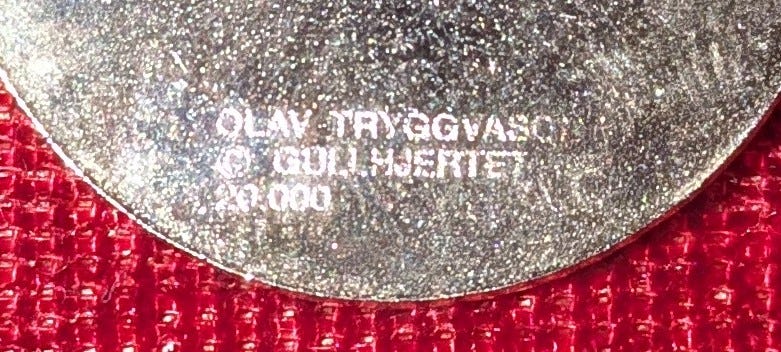 OLAV TRYGGVASO
© GULLHJERTET
20.000